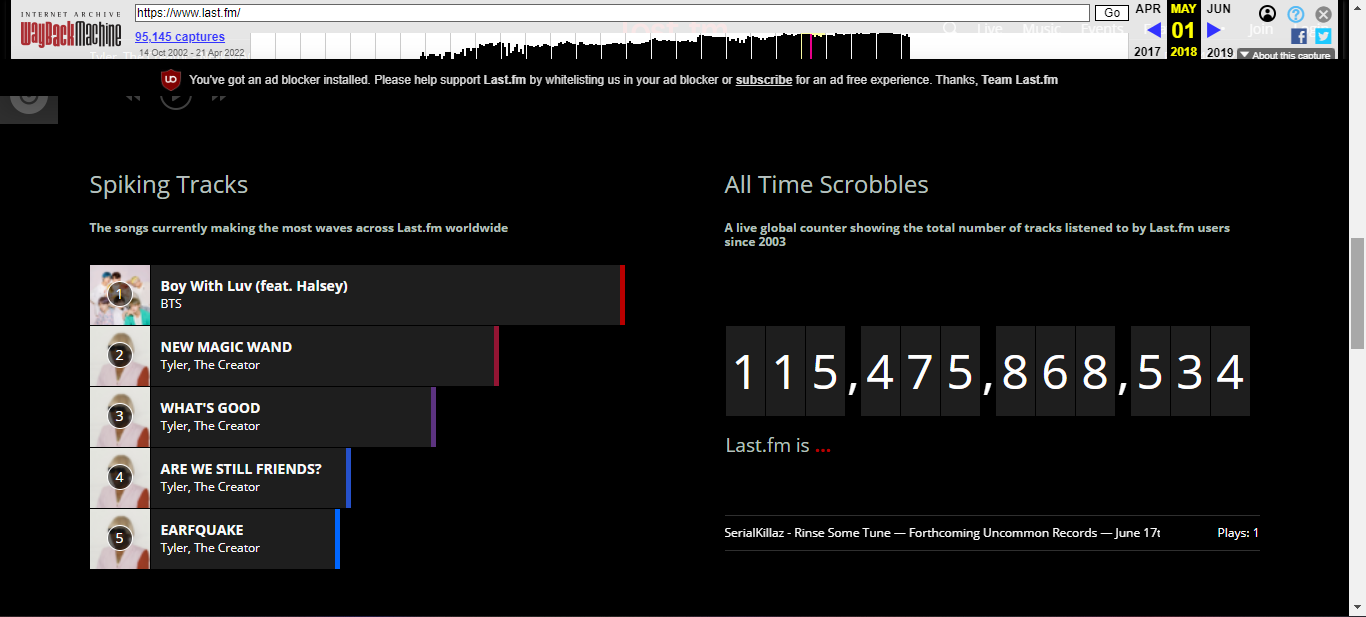 INTERNET ARCHIVE
WayBackMachine
https://www.last.fm/
Go
95,145 captures
14 Oct 2002 - 21 Apr 2022
APR
MAY
JUN
01
2017
2018
2019
About this capture
Live
Music
Events
Join
You've got an ad blocker installed. Please help support Last.fm by whitelisting us in your ad blocker or subscribe for an ad free experience. Thanks, Team Last.fm
Spiking Tracks
The songs currently making the most waves across Last.fm worldwide
1
Boy With Luv (feat. Halsey)
BTS
2
NEW MAGIC WAND
Tyler, The Creator
3
WHAT'S GOOD
Tyler, The Creator
4
ARE WE STILL FRIENDS?
Tyler, The Creator
5
EARFQUAKE
Tyler, The Creator
All Time Scrobbles
A live global counter showing the total number of tracks listened to by Last.fm users
since 2003
115,475,868,534
Last.fm is ...
SerialKillaz - Rinse Some Tune — Forthcoming Uncommon Records — June 17t
Plays: 1